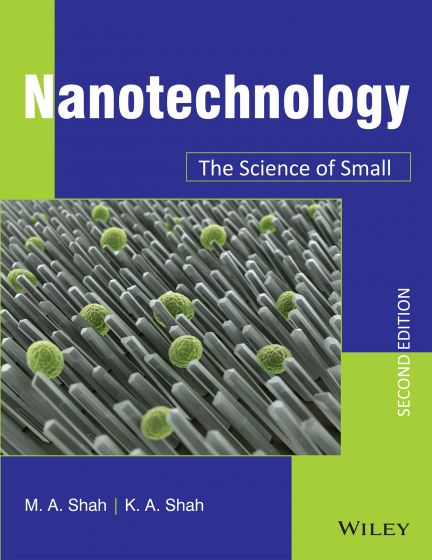 Nanotechnology
The Science of Small
SECOND EDITION
M. A. Shah | K. A. Shah
WILEY